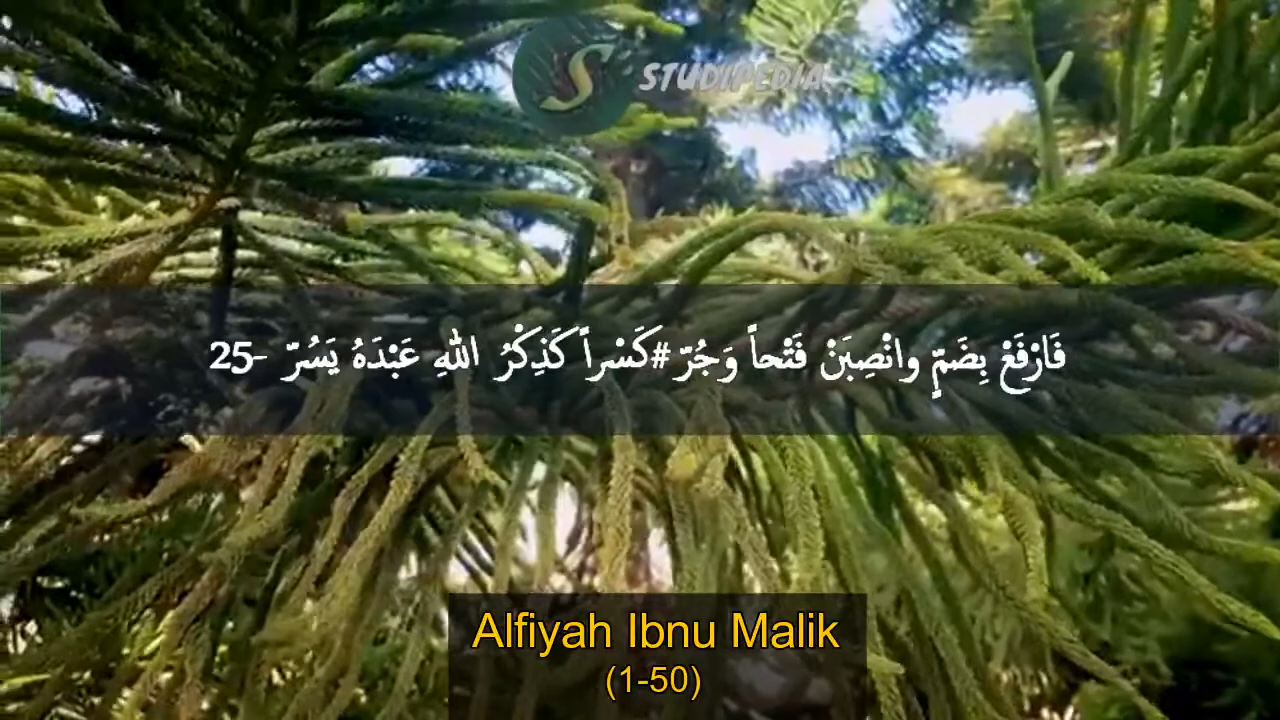 STUDIPEDIA
فَارْفَعْ بِضَمٍّ وانْصِبَنْ فَتْحاً وَجُرّ#كَسْراً كَذِكْرُ اللهِ عَبْدَهُ يَسُرّ -25
Alfiyah Ibnu Malik
(1-50)